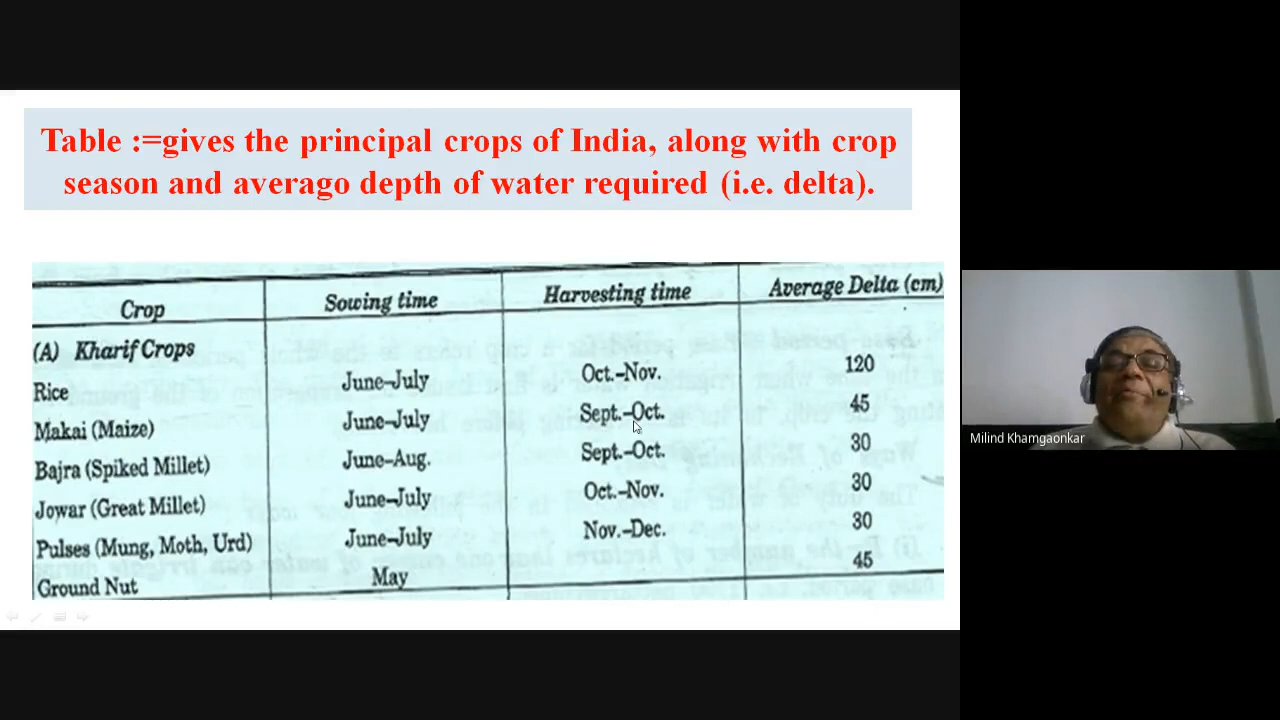 Table :=gives the principal crops of India, along with crop
season and averago depth of water required (i.e. delta).
Crop Sowing time Harvesting time Average Delta (cm)
(A) Kharif Crops
Rice June–July Oct.–Nov. 120
Makai (Maize) June–July Sept.–Oct. 45
Bajra (Spiked Millet) June–Aug. Sept.–Oct. 30
Jowar (Great Millet) June–July Oct.–Nov. 30
Pulses (Mung, Moth, Urd) June–July Nov.–Dec. 30
Ground Nut May 45
Milind Khamgaonkar